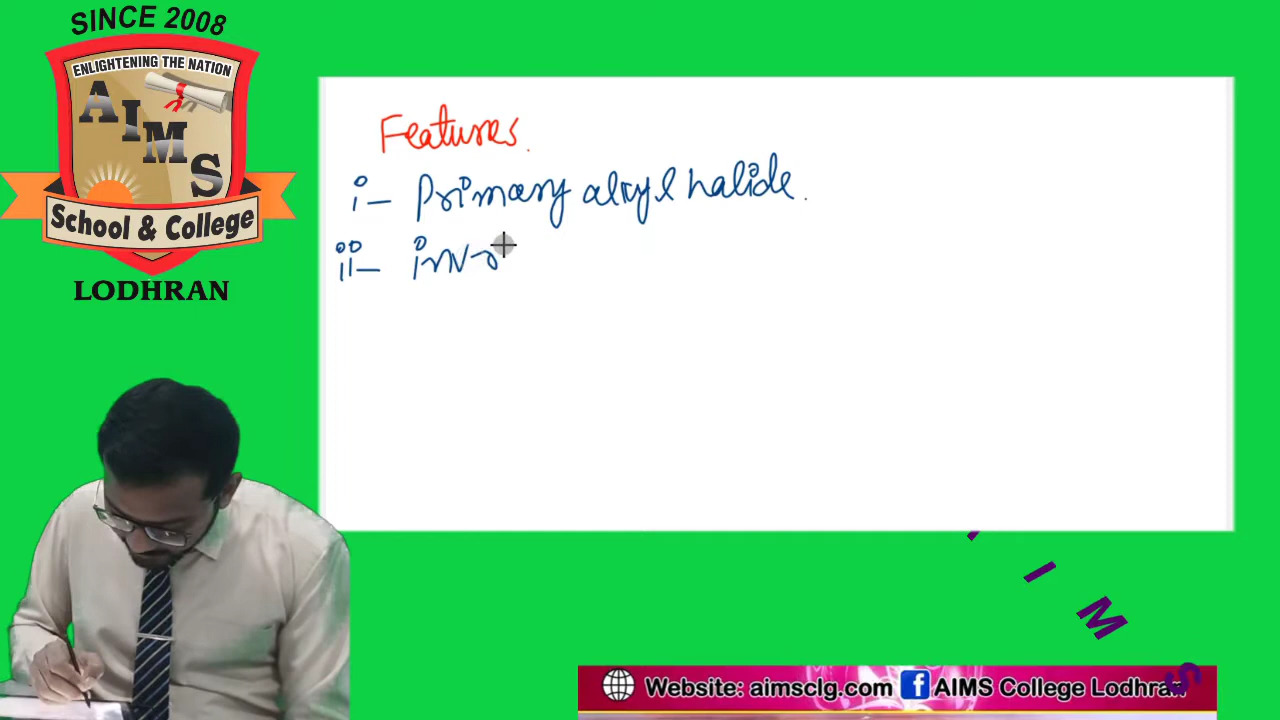 SINCE 2008
ENLIGHTENING THE NATION
AIMS
School & College
LODHRAN
Features.
i- Primary alkyl halide.
ii-
I M S
Website: aimsclg.com AIMS College Lodhran